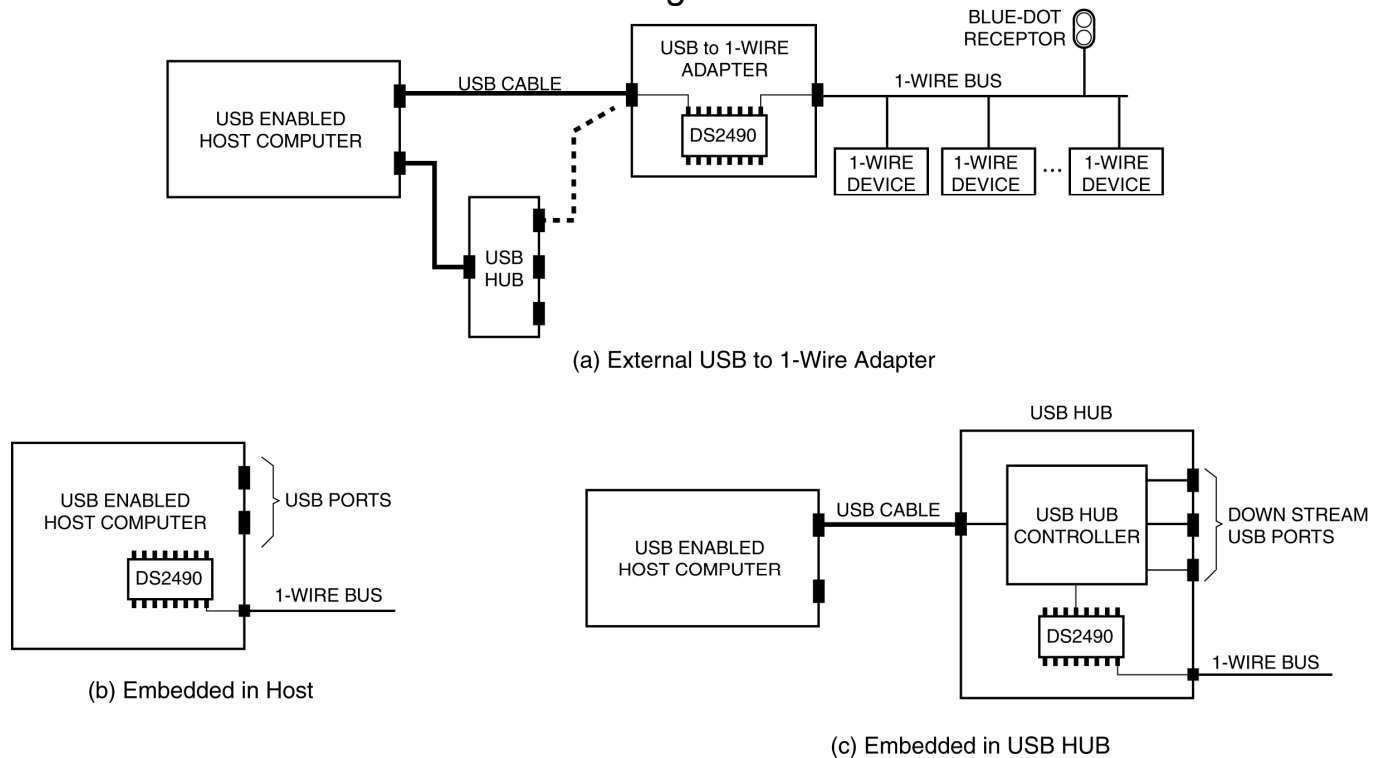 BLUE-DOT
RECEPTOR
USB to 1-WIRE
ADAPTER
USB CABLE
1-WIRE BUS
USB ENABLED
HOST COMPUTER
DS2490
1-WIRE
DEVICE
1-WIRE
DEVICE
...
1-WIRE
DEVICE
USB
HUB
(a) External USB to 1-Wire Adapter
USB ENABLED
HOST COMPUTER
USB PORTS
DS2490
1-WIRE BUS
(b) Embedded in Host
USB HUB
USB CABLE
USB ENABLED
HOST COMPUTER
USB HUB
CONTROLLER
DOWN STREAM
USB PORTS
DS2490
1-WIRE BUS
(c) Embedded in USB HUB